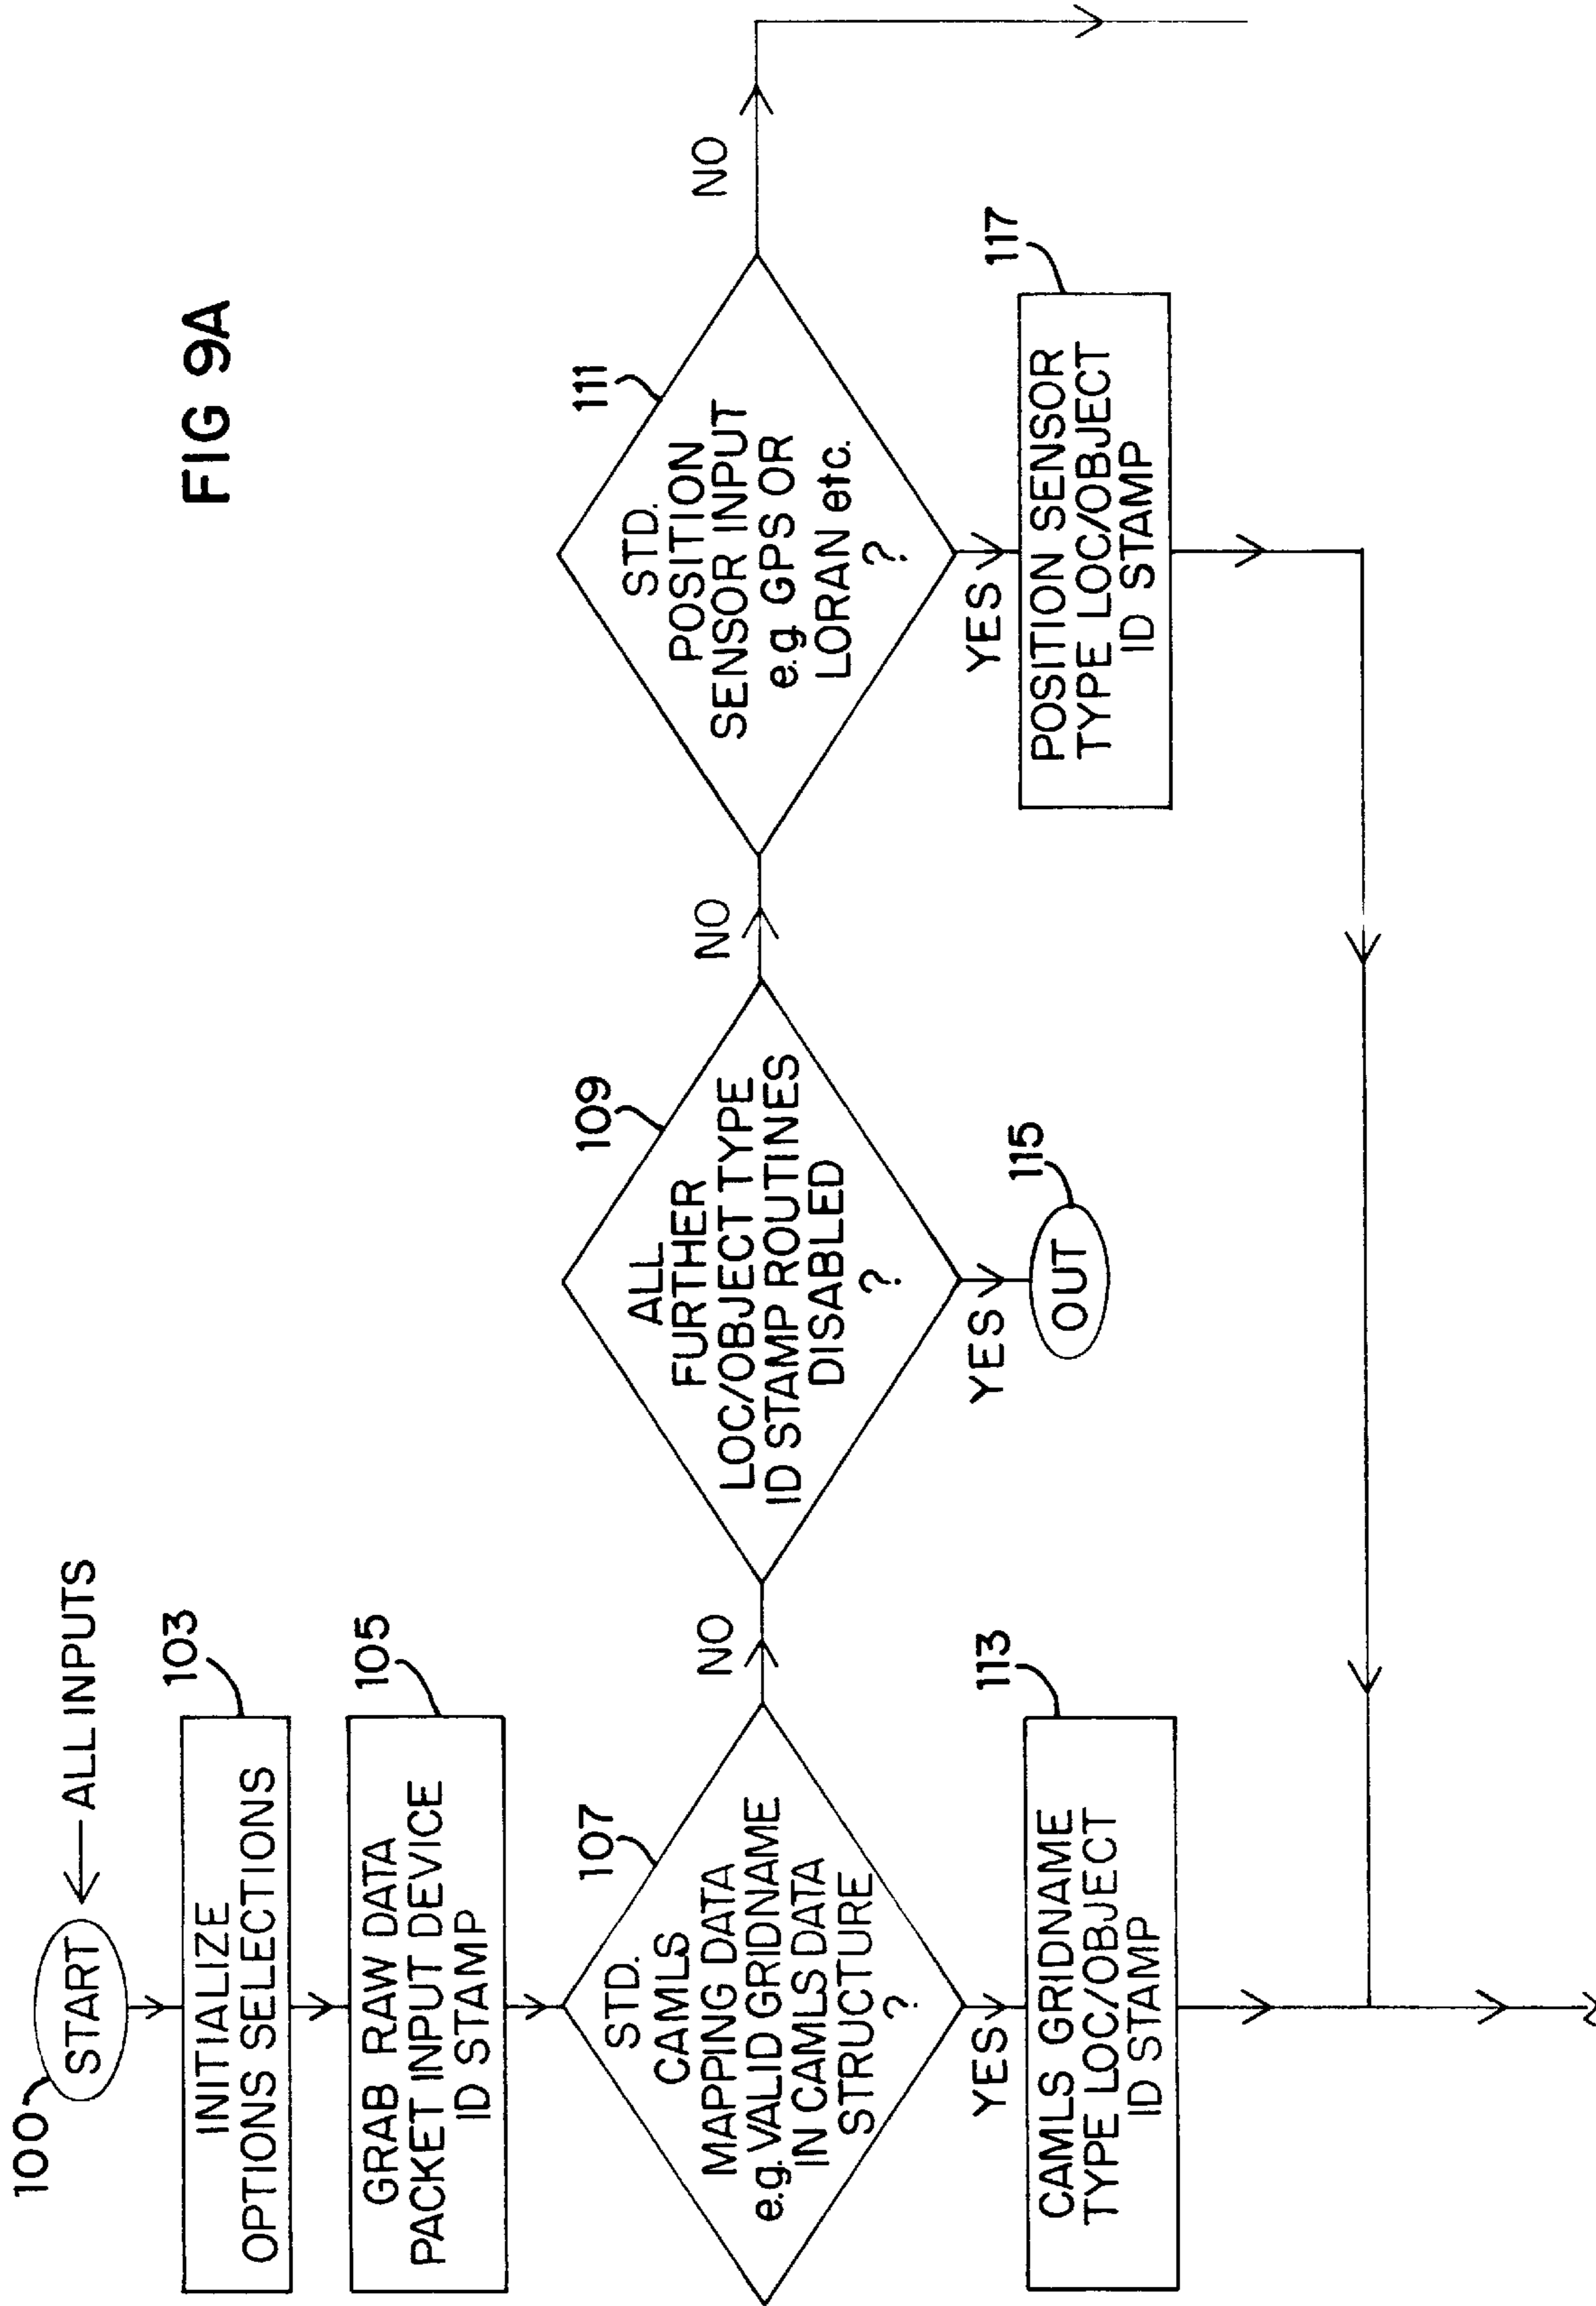 FIG 9A
100
START
ALL INPUTS
103
INITIALIZE
OPTIONS SELECTIONS
105
GRAB RAW DATA
PACKET INPUT DEVICE
ID STAMP
107
STD.
CAMLS
MAPPING DATA
e.g. VALID GRIDNAME
IN CAMLS DATA
STRUCTURE
?
NO
YES
113
CAMLS GRIDNAME
TYPE LOC/OBJECT
ID STAMP
109
ALL
FURTHER
LOC/OBJECT TYPE
ID STAMP ROUTINES
DISABLED
?
NO
YES
115
OUT
111
STD.
POSITION
SENSOR INPUT
e.g. GPS OR
LORAN etc.
?
NO
YES
117
POSITION SENSOR
TYPE LOC/OBJECT
ID STAMP